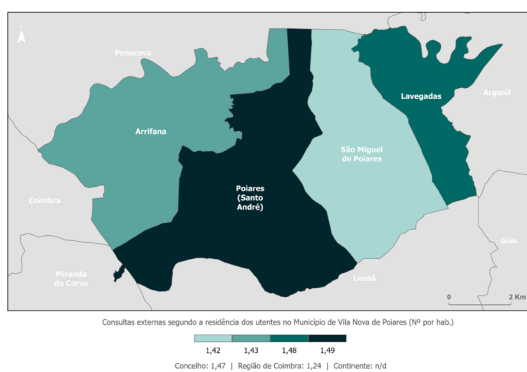 Penacova
Arganil
Lavegadas
Arrifana
São Miguel
de Poiares
Poiares
(Santo
André)
Coimbra
Góis
Miranda
do Corvo
Lousã
0 2 Km
Consultas externas segundo a residência dos utentes no Município de Vila Nova de Poiares (Nº por hab.)
1,42 1,43 1,48 1,49
Concelho: 1,47 | Região de Coimbra: 1,24 | Continente: n/d